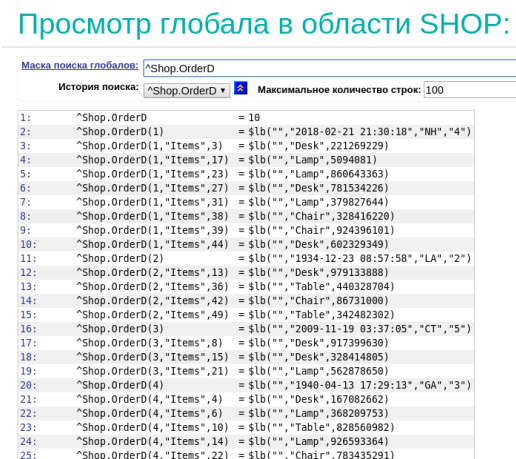 Просмотр глобала в области SHOP:
Маска поиска глобалов: ^Shop.OrderD
История поиска: ^Shop.OrderD Максимальное количество строк: 100
1: ^Shop.OrderD = 10
2: ^Shop.OrderD(1) = $lb("","2018-02-21 21:30:18","NH","4")
3: ^Shop.OrderD(1,"Items",3) = $lb("","Desk",221269229)
4: ^Shop.OrderD(1,"Items",17) = $lb("","Lamp",5094081)
5: ^Shop.OrderD(1,"Items",23) = $lb("","Lamp",860643363)
6: ^Shop.OrderD(1,"Items",27) = $lb("","Desk",781534226)
7: ^Shop.OrderD(1,"Items",31) = $lb("","Lamp",379827644)
8: ^Shop.OrderD(1,"Items",38) = $lb("","Chair",328416220)
9: ^Shop.OrderD(1,"Items",39) = $lb("","Chair",924396101)
10: ^Shop.OrderD(1,"Items",44) = $lb("","Desk",602329349)
11: ^Shop.OrderD(2) = $lb("","1934-12-23 08:57:58","LA","2")
12: ^Shop.OrderD(2,"Items",13) = $lb("","Desk",979133888)
13: ^Shop.OrderD(2,"Items",36) = $lb("","Table",440328704)
14: ^Shop.OrderD(2,"Items",42) = $lb("","Chair",86731000)
15: ^Shop.OrderD(2,"Items",49) = $lb("","Table",342482302)
16: ^Shop.OrderD(3) = $lb("","2009-11-19 03:37:05","CT","5")
17: ^Shop.OrderD(3,"Items",8) = $lb("","Desk",917399630)
18: ^Shop.OrderD(3,"Items",15) = $lb("","Desk",328414805)
19: ^Shop.OrderD(3,"Items",21) = $lb("","Lamp",562878650)
20: ^Shop.OrderD(4) = $lb("","1940-04-13 17:29:13","GA","3")
21: ^Shop.OrderD(4,"Items",4) = $lb("","Desk",167082662)
22: ^Shop.OrderD(4,"Items",6) = $lb("","Lamp",368209753)
23: ^Shop.OrderD(4,"Items",10) = $lb("","Table",828560982)
24: ^Shop.OrderD(4,"Items",14) = $lb("","Lamp",926593364)
25: ^Shop.OrderD(4,"Items",22) = $lb("","Chair",783435291)